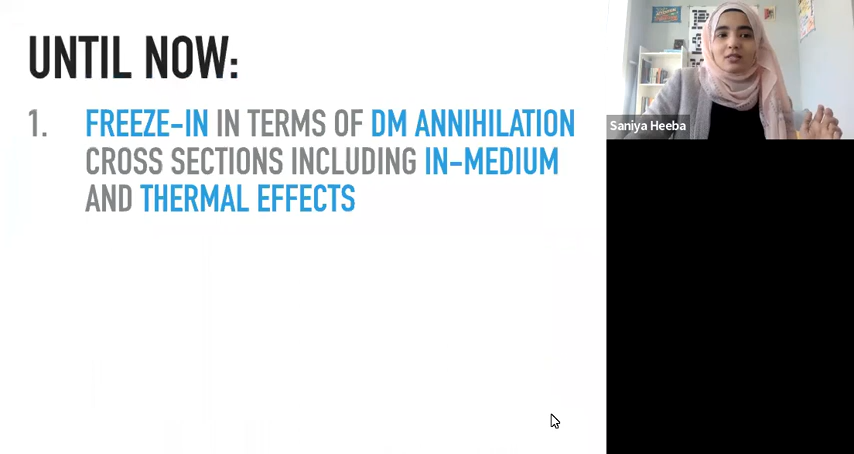 UNTIL NOW:
1. FREEZE-IN IN TERMS OF DM ANNIHILATION
CROSS SECTIONS INCLUDING IN-MEDIUM
AND THERMAL EFFECTS
Saniya Heeba